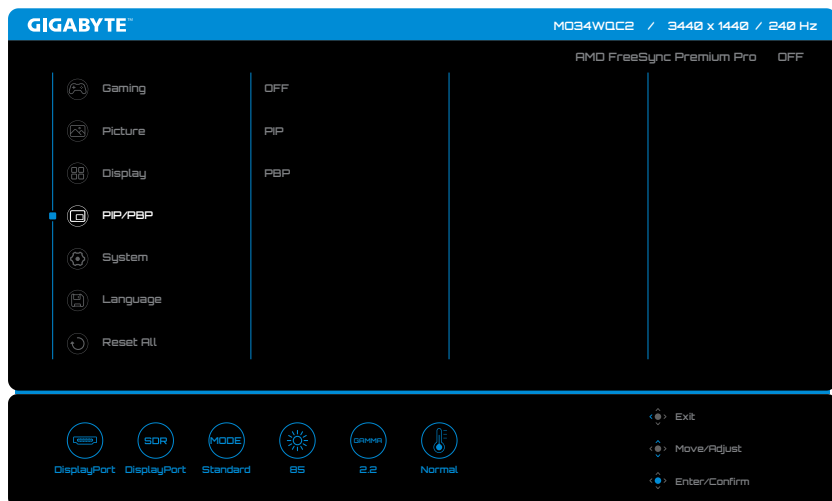 GIGABYTE™
MO34WQC2 / 3440 x 1440 / 240 Hz
AMD FreeSync Premium Pro OFF
Gaming OFF
Picture PIP
Display PBP
PIP/PBP
System
Language
Reset All
SDR MODE GAMMA
DisplayPort DisplayPort Standard 85 2.2 Normal
Exit
Move/Adjust
Enter/Confirm